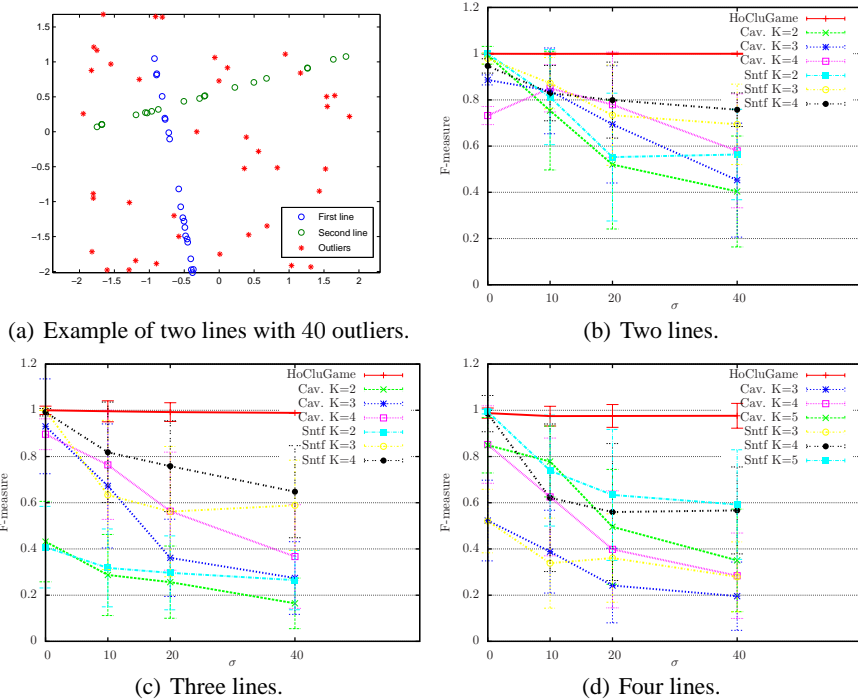 1.5
1
0.5
0
−0.5
−1
−1.5
−2
−2 −1.5 −1 −0.5 0 0.5 1 1.5 2
First line
Second line
Outliers
(a) Example of two lines with 40 outliers.
1.2
1
0.8
0.6
0.4
0.2
0
F-measure
0 10 20 40
σ
HoCluGame
Cav. K=2
Cav. K=3
Cav. K=4
Sntf K=2
Sntf K=3
Sntf K=4
(b) Two lines.
1.2
1
0.8
0.6
0.4
0.2
0
F-measure
0 10 20 40
σ
HoCluGame
Cav. K=2
Cav. K=3
Cav. K=4
Sntf K=2
Sntf K=3
Sntf K=4
(c) Three lines.
1.2
1
0.8
0.6
0.4
0.2
0
F-measure
0 10 20 40
σ
HoCluGame
Cav. K=3
Cav. K=4
Cav. K=5
Sntf K=3
Sntf K=4
Sntf K=5
(d) Four lines.